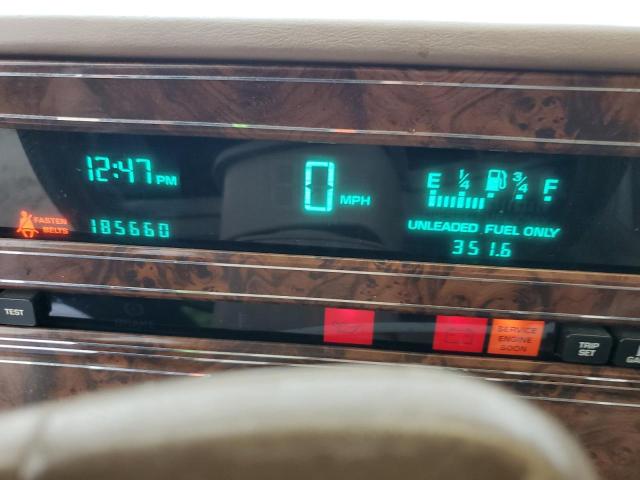 12:47 PM
0 MPH
E 1/4 3/4 F
FASTEN
BELTS
185660
UNLEADED FUEL ONLY
351.6
TEST
SERVICE
ENGINE
SOON
TRIP
SET